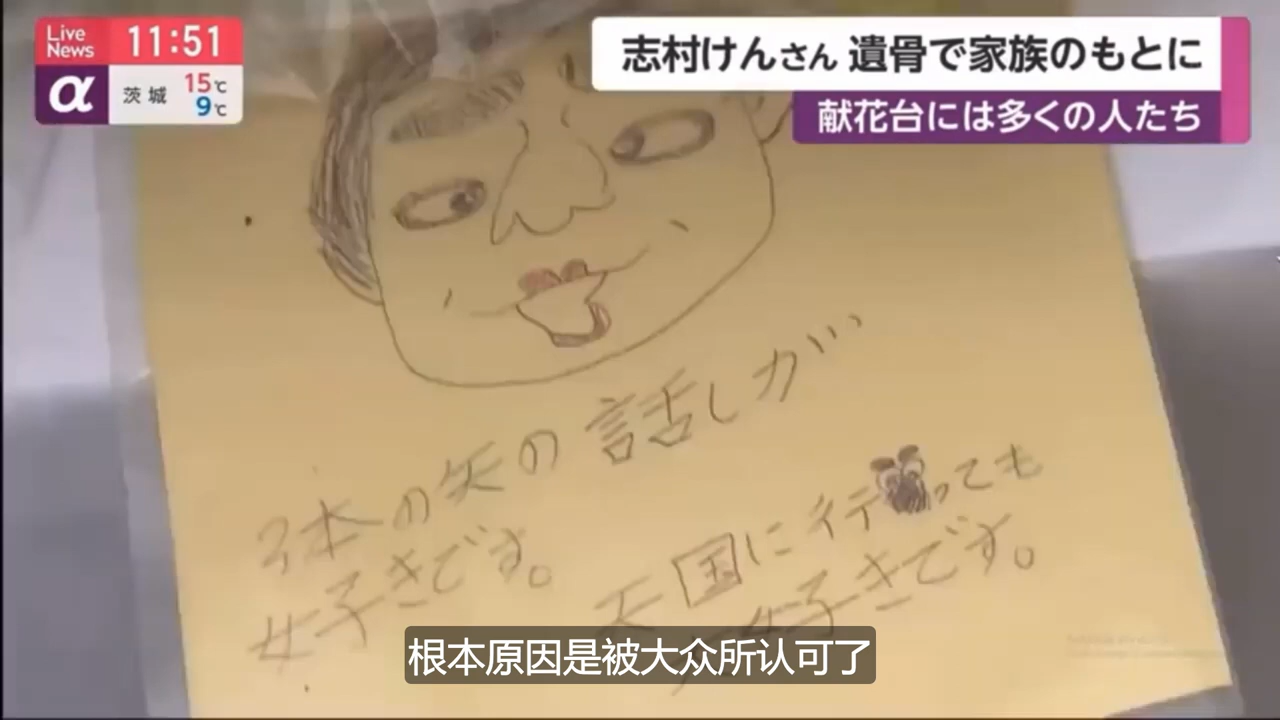 Live News
11:51
α
茨城
15℃
9℃
志村けんさん 遺骨で家族のもとに
献花台には多くの人たち
3本の矢の話しが…
好きです。
天国に行っても
好きです。
根本原因是被大众所认可了